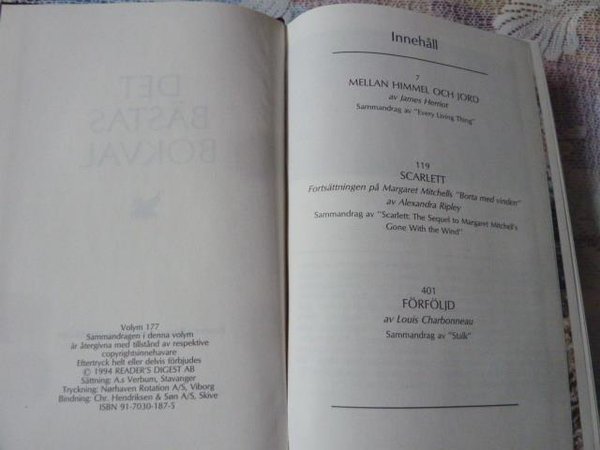 DET
BÄSTAS
BOKVAL
Volym 177
Sammandragen i denna volym
är återgivna med tillstånd av respektive
copyrightsinnehavare
Eftertryck helt eller delvis förbjudes
© 1994 READER'S DIGEST AB
Sättning: A.s Verbum, Stavanger
Tryckning: Nørhaven Rotation A/S, Viborg
Bindning: Chr. Hendriksen & Søn A/S, Skive
ISBN 91-7030-187-5
Innehåll
7
MELLAN HIMMEL OCH JORD
av James Herriot
Sammandrag av "Every Living Thing"
119
SCARLETT
Fortsättningen på Margaret Mitchells "Borta med vinden"
av Alexandra Ripley
Sammandrag av "Scarlett: The Sequel to Margaret Mitchell's
Gone With the Wind"
401
FÖRFÖLJD
av Louis Charbonneau
Sammandrag av "Stalk"